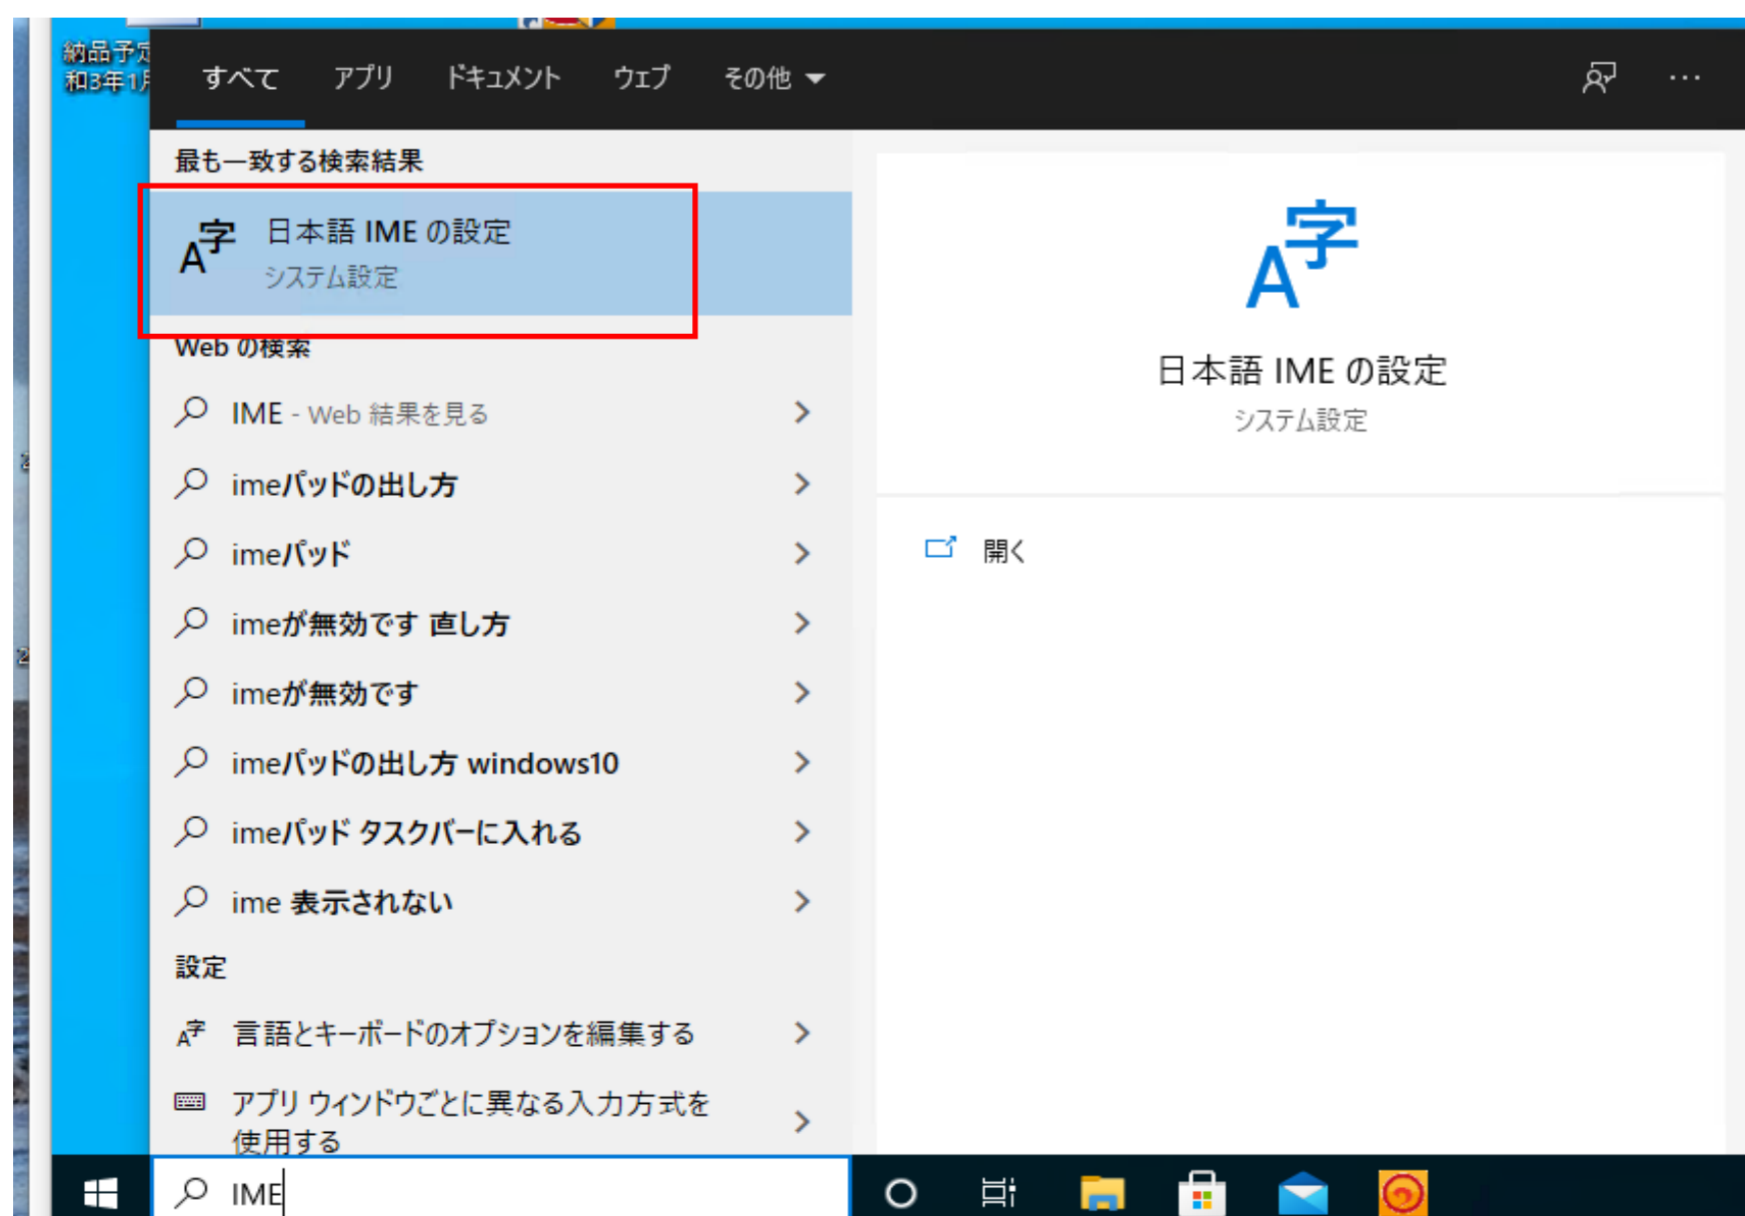 納品予定
和3年1月
すべて
アプリ
ドキュメント
ウェブ
その他
最も一致する検索結果
日本語 IME の設定
システム設定
Web の検索
IME - Web 結果を見る
imeパッドの出し方
imeパッド
imeが無効です 直し方
imeが無効です
imeパッドの出し方 windows10
imeパッド タスクバーに入れる
ime 表示されない
設定
言語とキーボードのオプションを編集する
アプリ ウィンドウごとに異なる入力方式を
使用する
IME
日本語 IME の設定
システム設定
開く